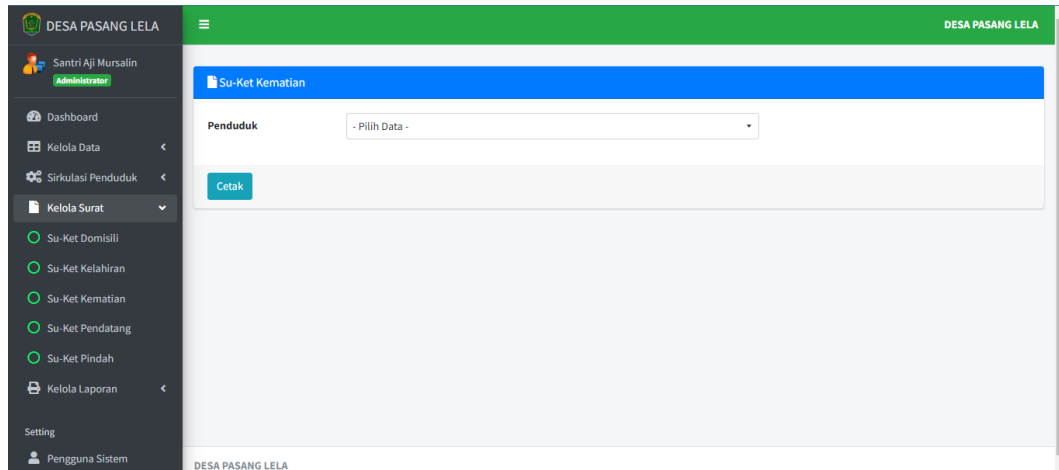 DESA PASANG LELA
DESA PASANG LELA
Santri Aji Mursalin
Administrator
Dashboard
Kelola Data
Sirkulasi Penduduk
Kelola Surat
Su-Ket Domisili
Su-Ket Kelahiran
Su-Ket Kematian
Su-Ket Pendatang
Su-Ket Pindah
Kelola Laporan
Setting
Pengguna Sistem
Su-Ket Kematian
Penduduk
- Pilih Data -
Cetak
DESA PASANG LELA